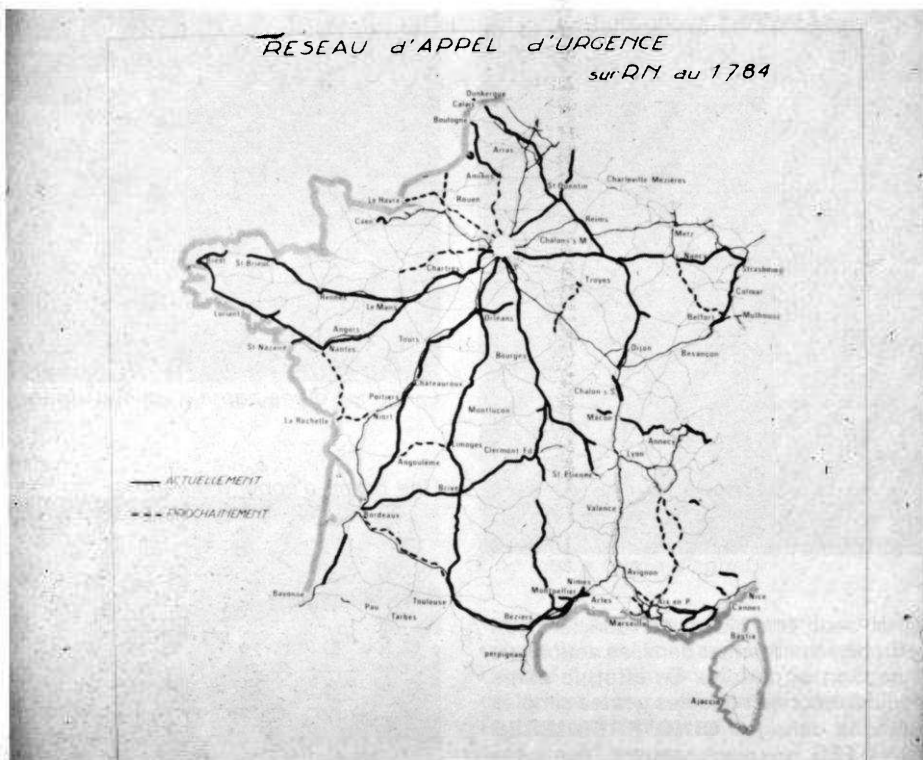 RESEAU d'APPEL d'URGENCE
sur RN au 1784
Dunkerque
Calais
Boulogne
Arras
Amiens
St Quentin
Charleville Mezières
Le Havre
Rouen
Reims
Caen
Metz
Chalons's M.
Nancy
Strasbourg
Brest
St Brieuc
Chartres
Troyes
Colmar
Rennes
Le Mans
Lorient
Orléans
Belfort
Mulhouse
Angers
Tours
St Nazaire
Nantes
Bourges
Dijon
Besançon
Châteauroux
Chalon s S.
Poitiers
La Rochelle
Niort
Montluçon
Macon
Annecy
Limoges
Clermont Fd
Lyon
Angoulème
St Etienne
ACTUELLEMENT
Brive
Valence
PROCHAINEMENT
Bordeaux
Avignon
Nimes
Bayonne
Toulouse
Montpellier
Arles
Aix en P.
Nice
Pau
Tarbes
Beziers
Marseille
Cannes
Bastia
perpignan
Ajaccio